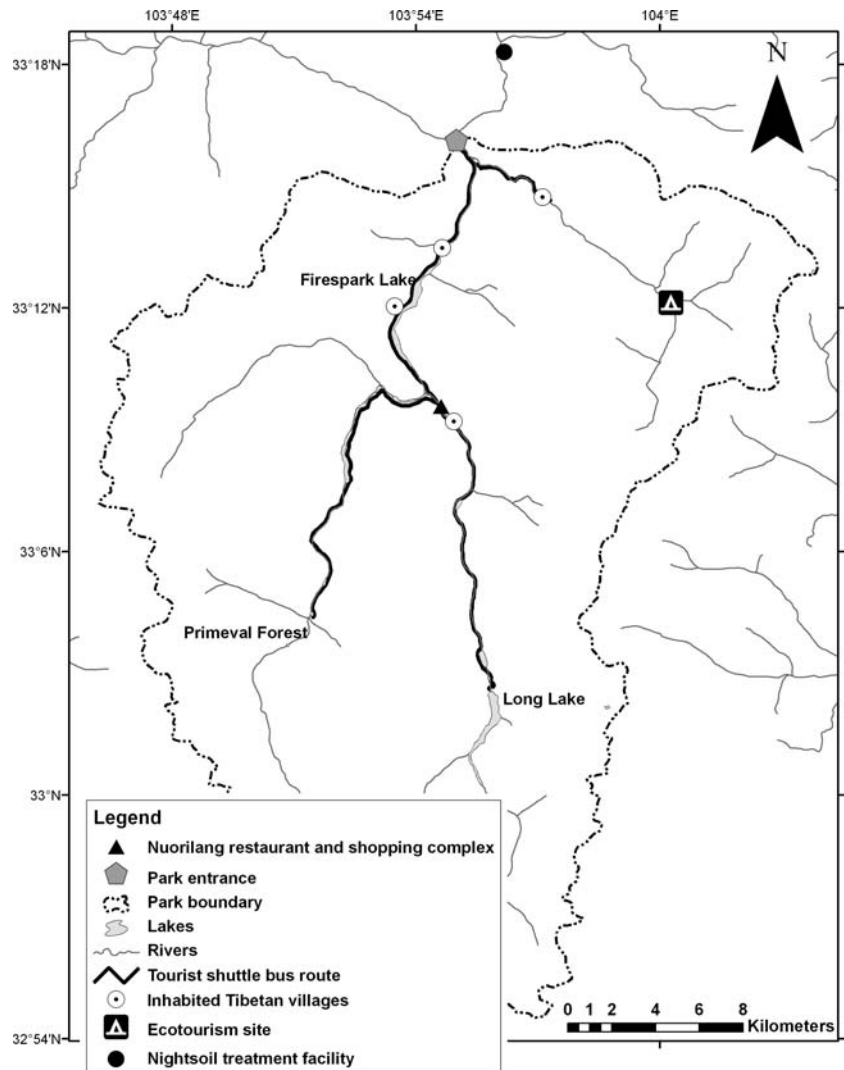 103°48'E 103°54'E 104°E
33°18'N
N
Firespark Lake
33°12'N
33°6'N
Primeval Forest
Long Lake
33°N
Legend
Nuorilang restaurant and shopping complex
Park entrance
Park boundary
Lakes
Rivers
Tourist shuttle bus route
Inhabited Tibetan villages
Ecotourism site
Nightsoil treatment facility
0 1 2 4 6 8
Kilometers
32°54'N